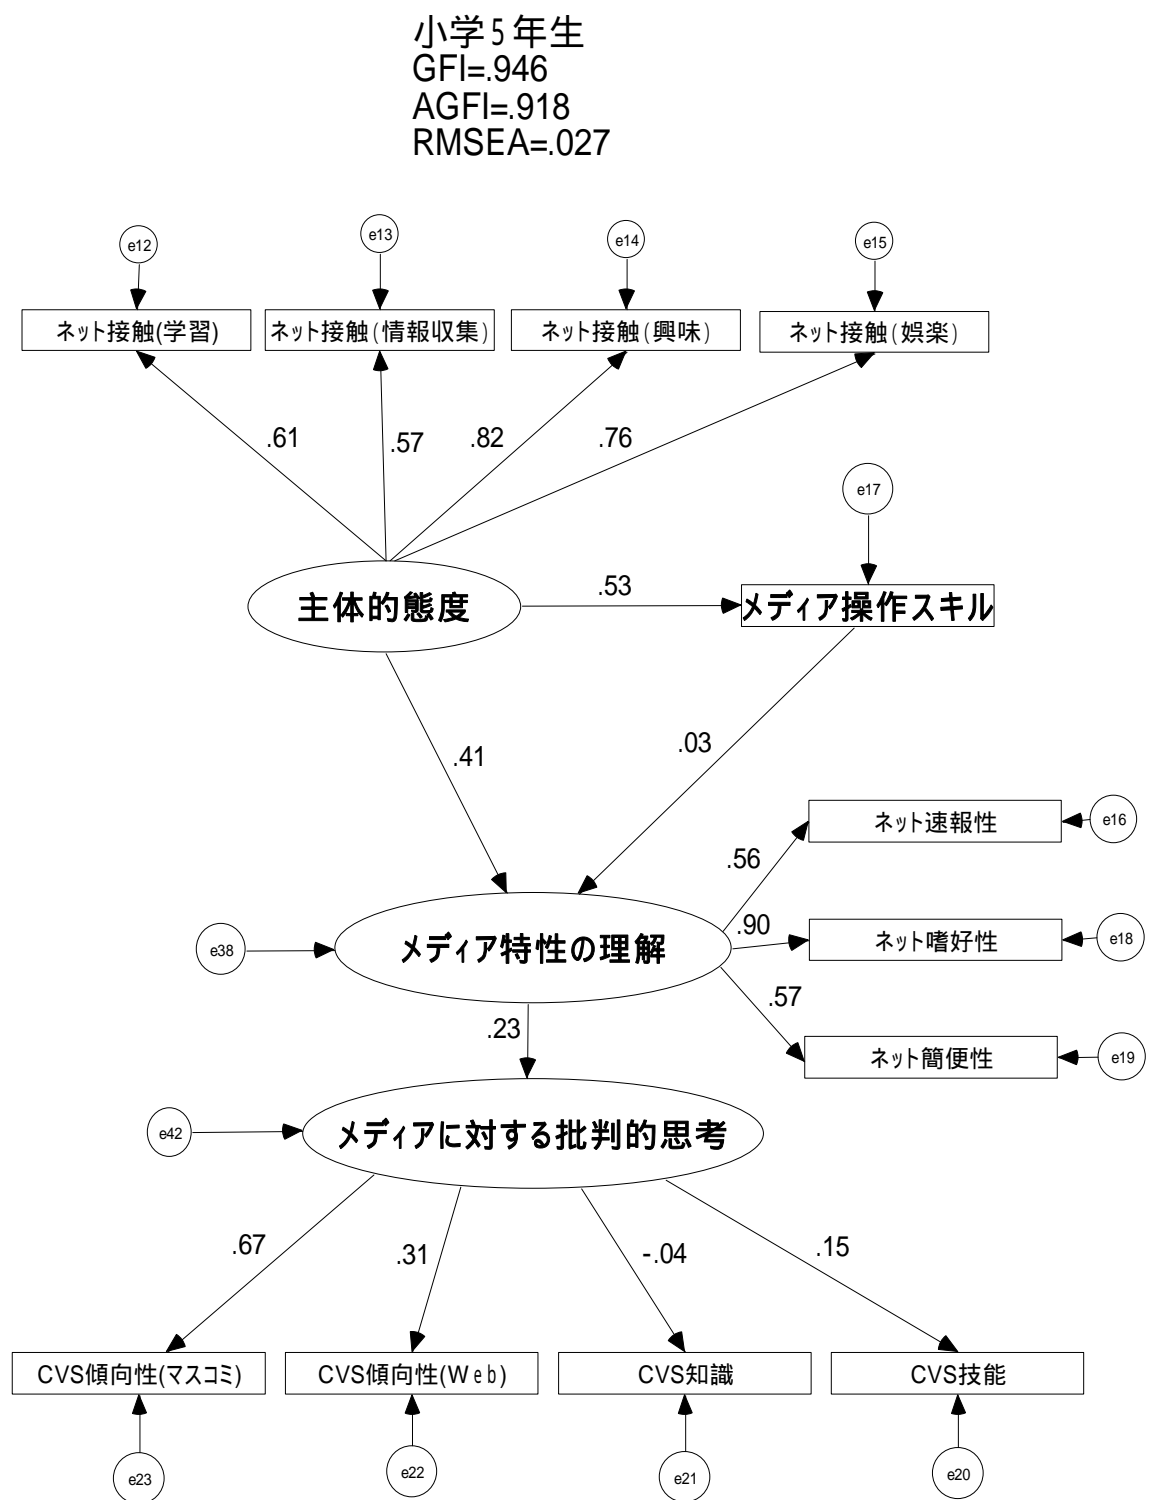 小学5年生
GFI=.946
AGFI=.918
RMSEA=.027
e12
e13
e14
e15
ネット接触(学習)
ネット接触(情報収集)
ネット接触(興味)
ネット接触(娯楽)
.61
.57
.82
.76
e17
主体的態度
.53
メディア操作スキル
.41
.03
ネット速報性
e16
.56
.90
e38
メディア特性の理解
ネット嗜好性
e18
.57
.23
ネット簡便性
e19
e42
メディアに対する批判的思考
.67
.31
-.04
.15
CVS傾向性(マスコミ)
CVS傾向性(Web)
CVS知識
CVS技能
e23
e22
e21
e20